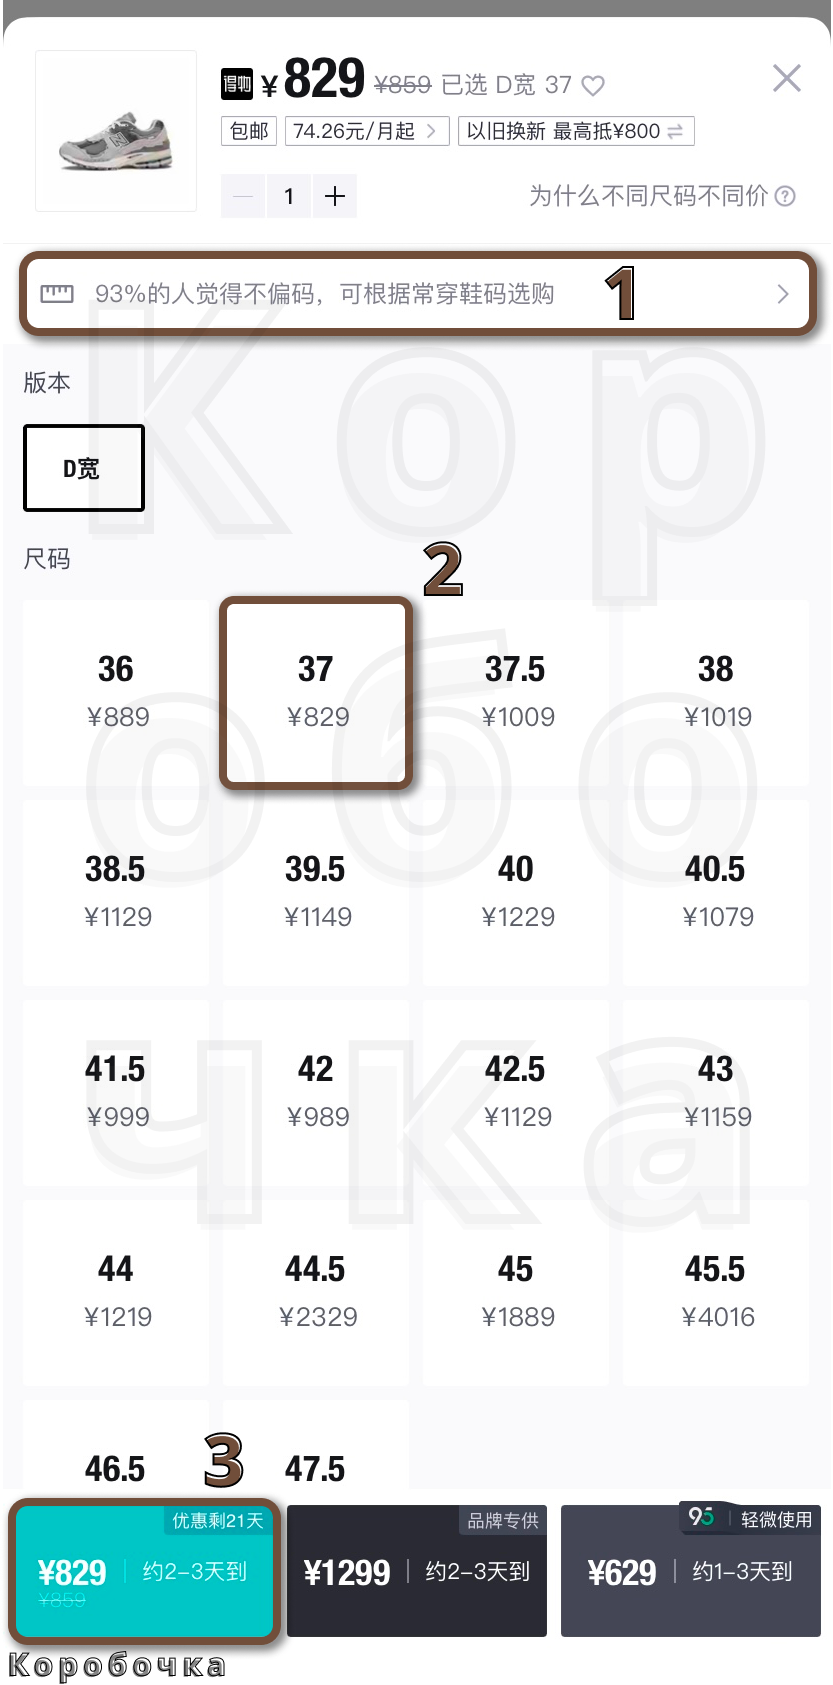 得物 ¥829 ¥859 已选 D宽 37
包邮 74.26元/月起 > 以旧换新 最高抵¥800
— 1 + 为什么不同尺码不同价 ?
93%的人觉得不偏码，可根据常穿鞋码选购 1
版本
D宽
尺码
2
36 37 37.5 38
¥889 ¥829 ¥1009 ¥1019
38.5 39.5 40 40.5
¥1129 ¥1149 ¥1229 ¥1079
41.5 42 42.5 43
¥999 ¥989 ¥1129 ¥1159
44 44.5 45 45.5
¥1219 ¥2329 ¥1889 ¥4016
46.5 3 47.5
优惠剩21天 品牌专供 95 轻微使用
¥829 约2-3天到 ¥1299 约2-3天到 ¥629 约1-3天到
¥859
Коробочка
Кор
обо
чка